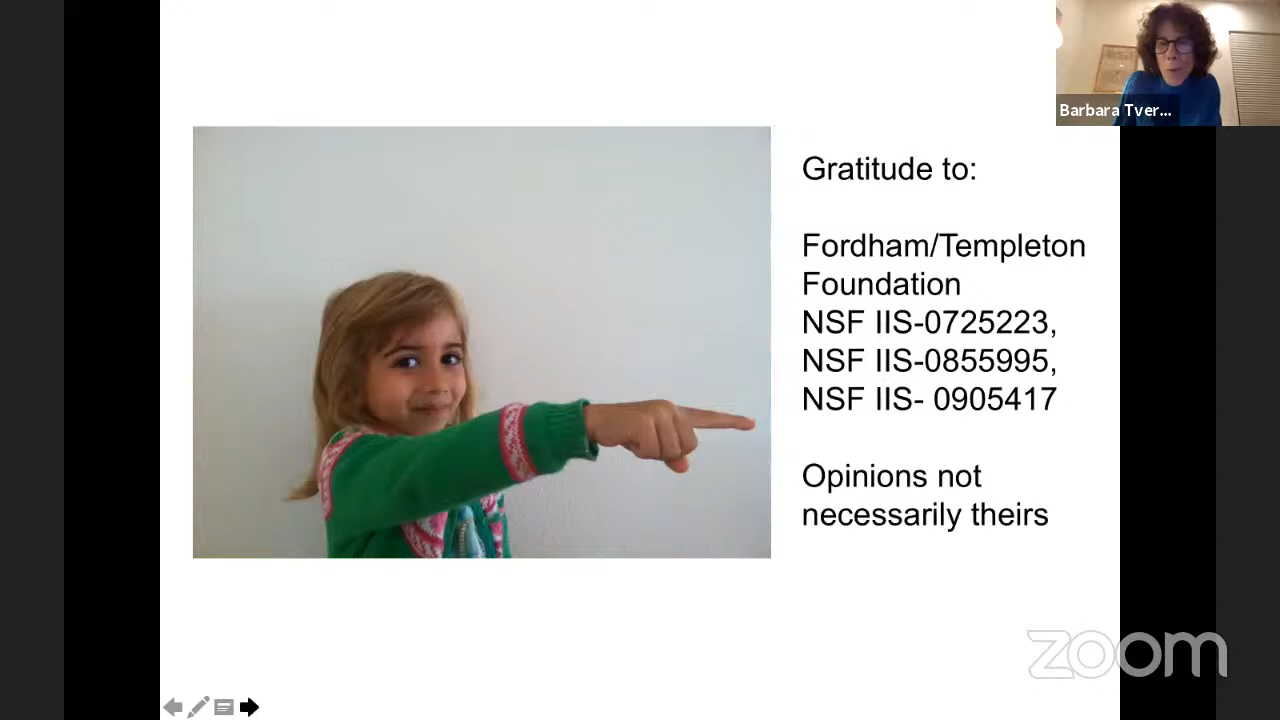 Barbara Tver...
Gratitude to:
Fordham/Templeton
Foundation
NSF IIS-0725223,
NSF IIS-0855995,
NSF IIS- 0905417
Opinions not
necessarily theirs
zoom